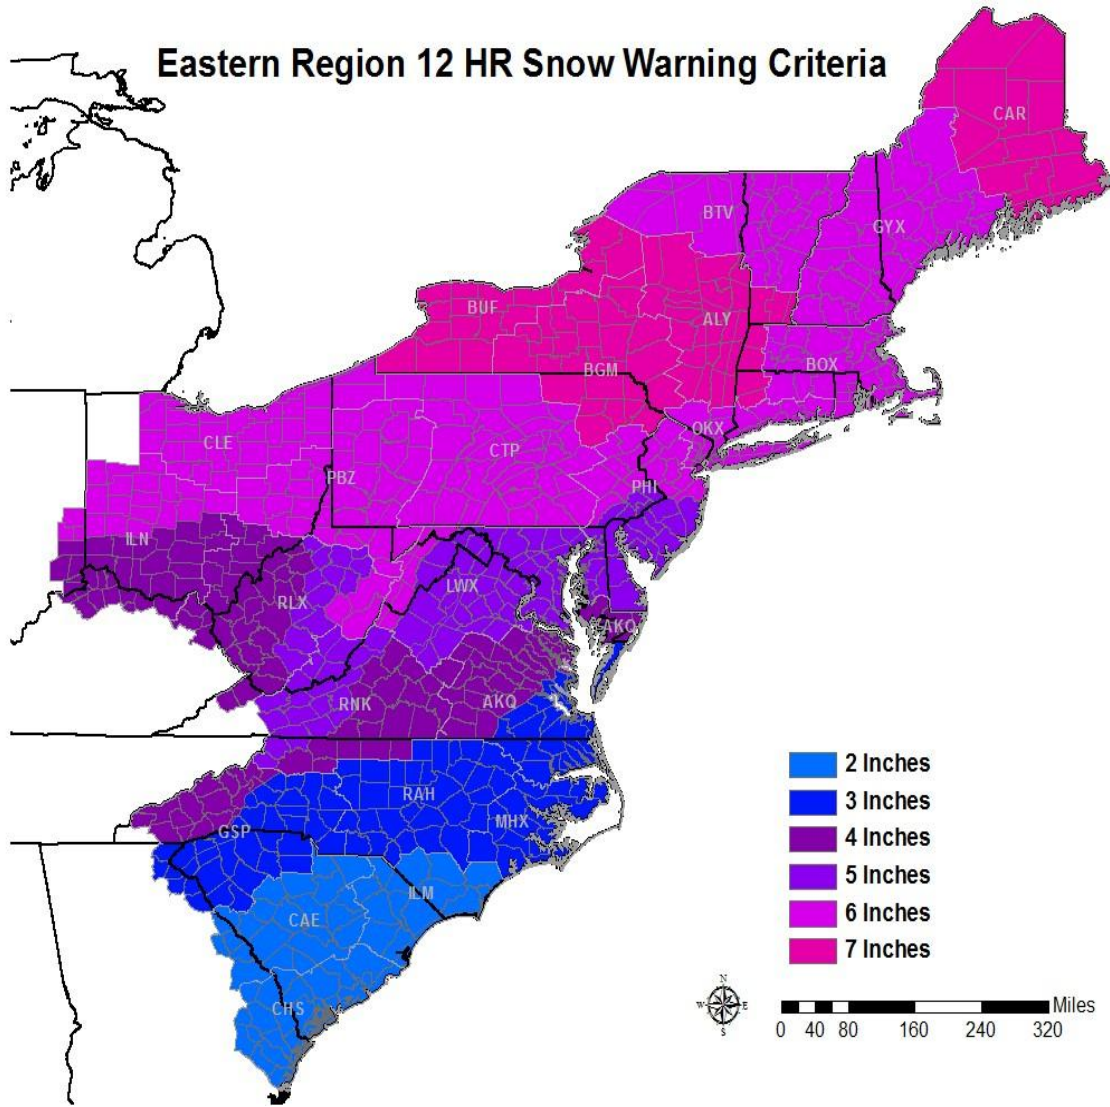 Eastern Region 12 HR Snow Warning Criteria
CAR
BTV
GYX
BUF
ALY
BGM
BOX
OKX
CLE
CTP
PBZ
PHI
ILN
LWX
RLX
AKQ
RNK
AKQ
RAH
MHX
GSP
ILM
CAE
CHS
2 Inches
3 Inches
4 Inches
5 Inches
6 Inches
7 Inches
N
W E
S
Miles
0 40 80 160 240 320